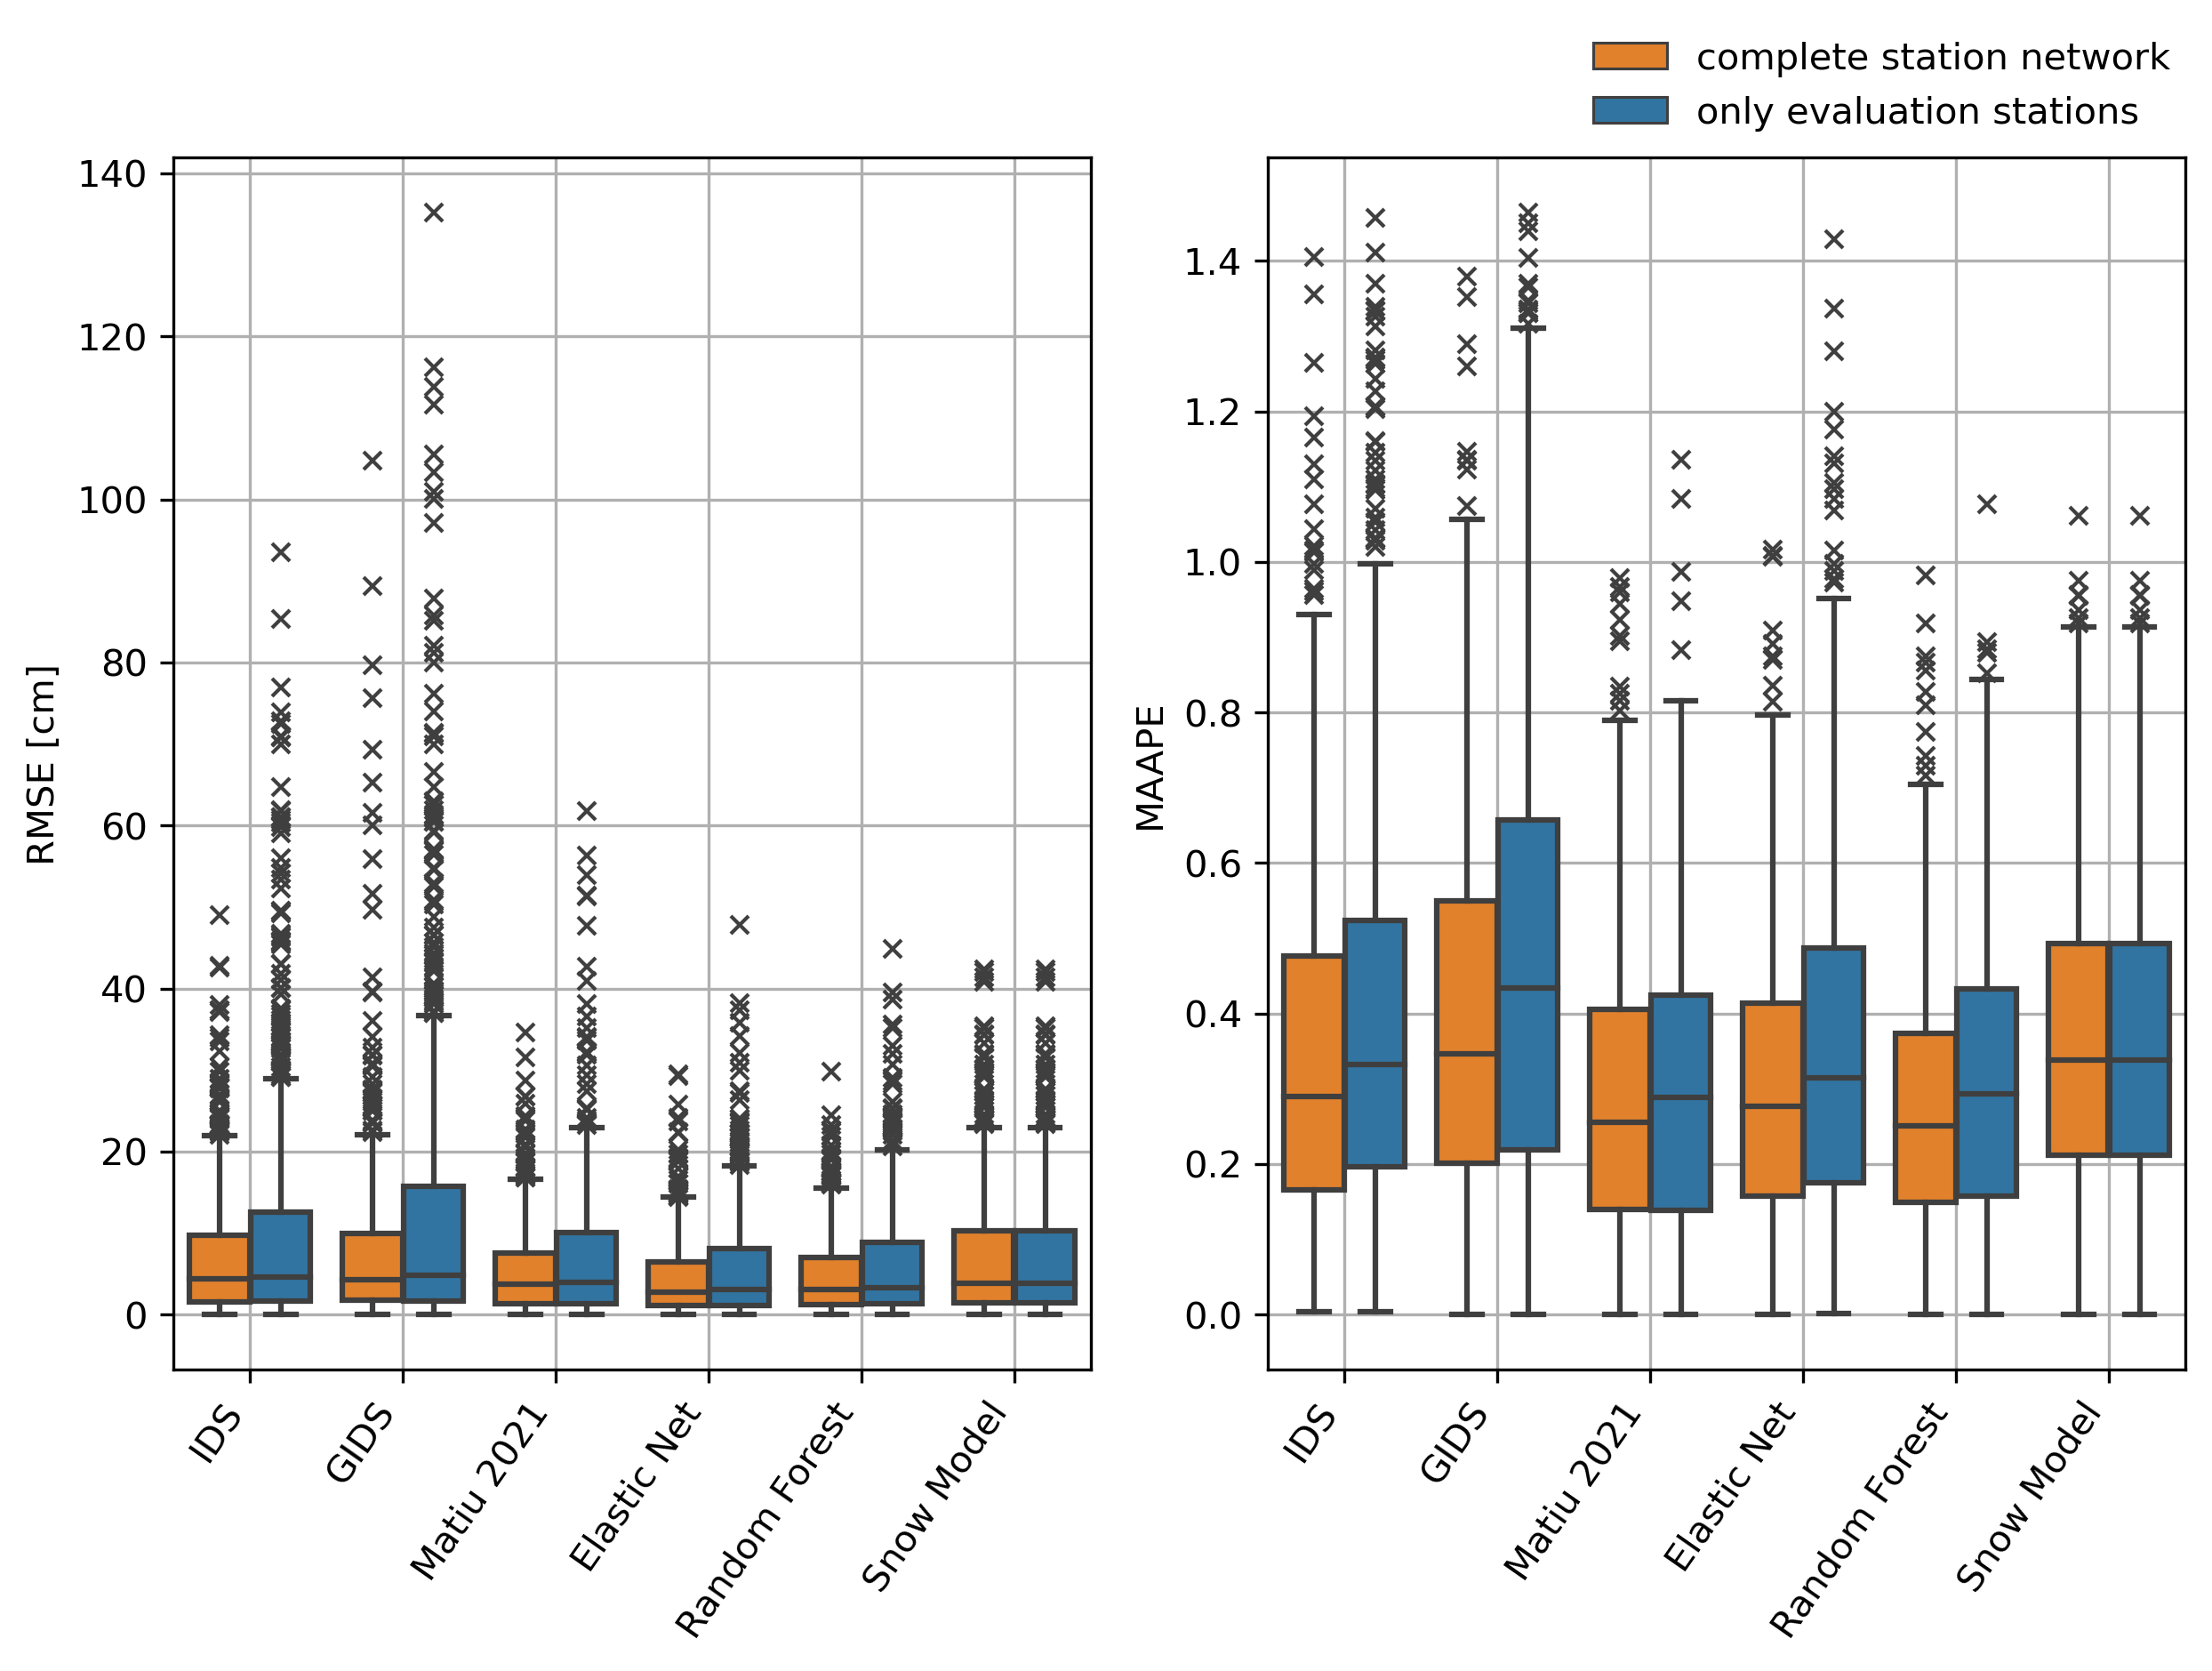 complete station network
only evaluation stations
RMSE [cm]
140
120
100
80
60
40
20
0
IDS
GIDS
Matiu 2021
Elastic Net
Random Forest
Snow Model
MAAPE
1.4
1.2
1.0
0.8
0.6
0.4
0.2
0.0
IDS
GIDS
Matiu 2021
Elastic Net
Random Forest
Snow Model